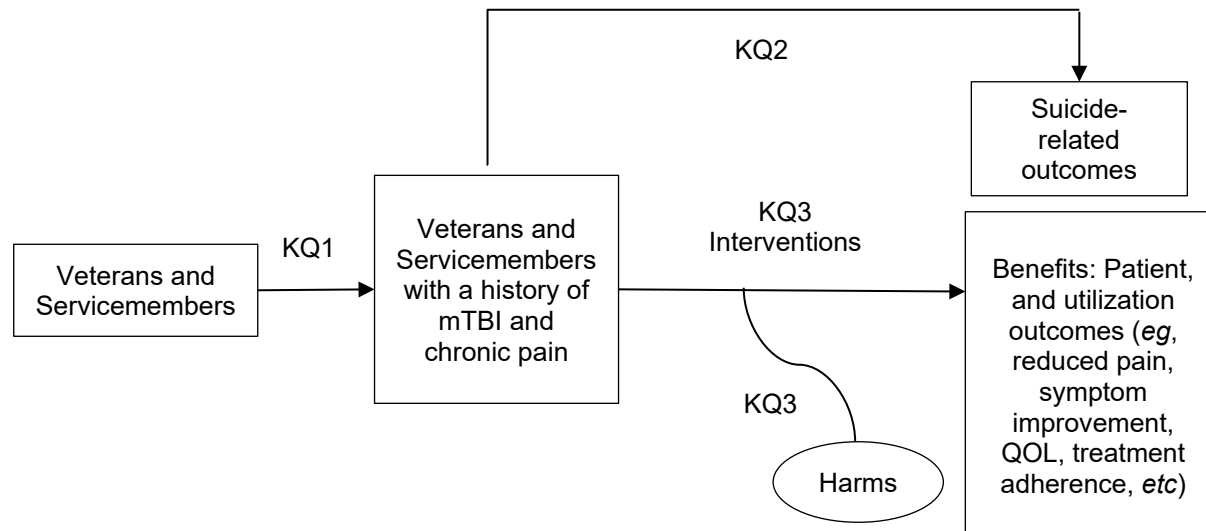 KQ2
Suicide-
related
outcomes
KQ1
Veterans and
Servicemembers
Veterans and
Servicemembers
with a history of
mTBI and
chronic pain
KQ3
Interventions
KQ3
Harms
Benefits: Patient,
and utilization
outcomes (eg,
reduced pain,
symptom
improvement,
QOL, treatment
adherence, etc)